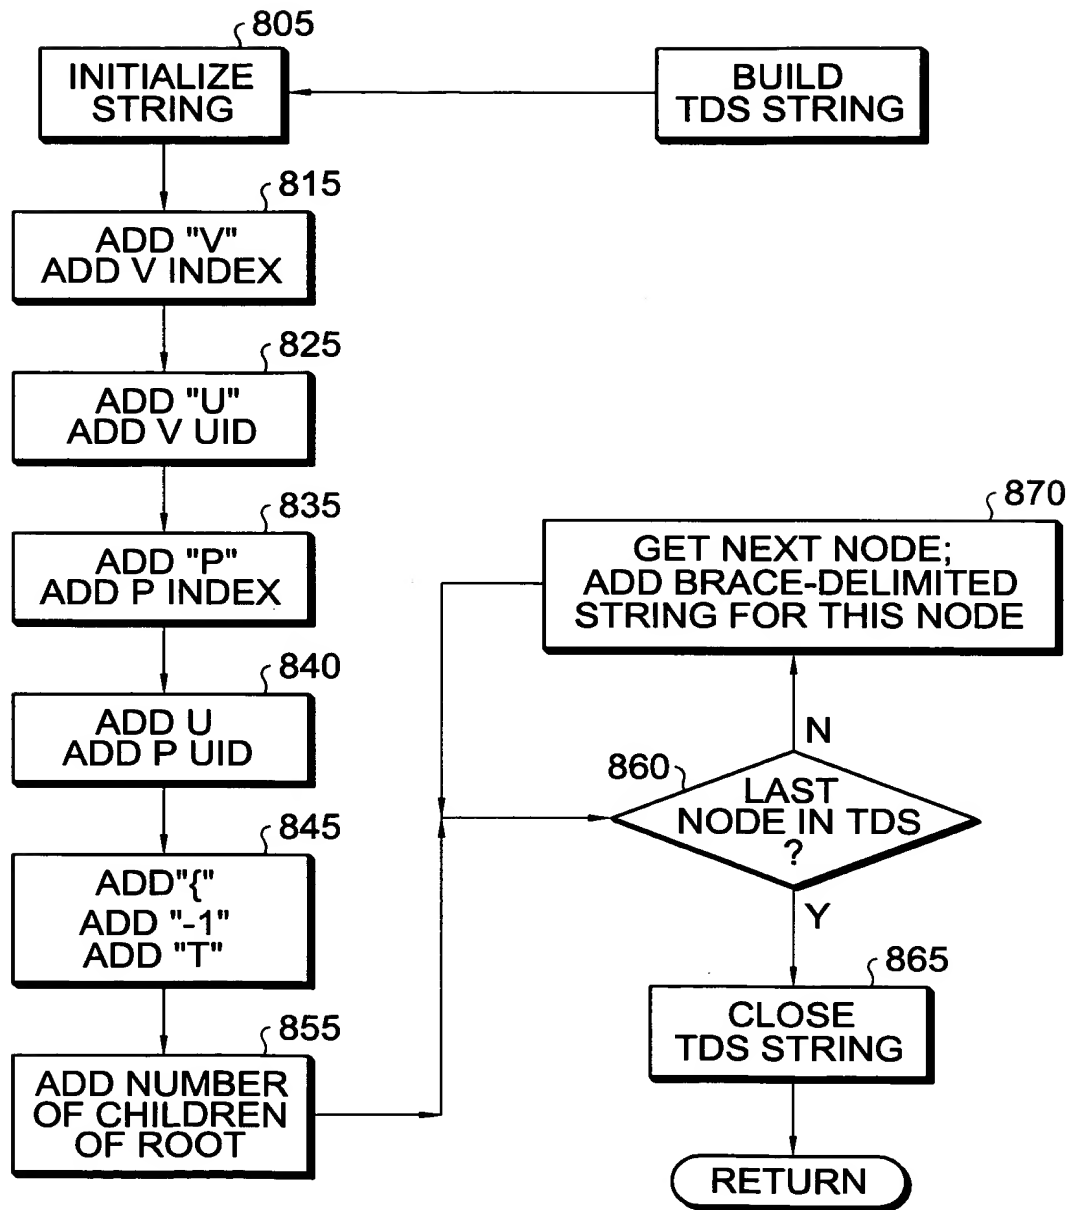 805
INITIALIZE
STRING
BUILD
TDS STRING
815
ADD "V"
ADD V INDEX
825
ADD "U"
ADD V UID
835
ADD "P"
ADD P INDEX
840
ADD U
ADD P UID
845
ADD"{"
ADD "-1"
ADD "T"
855
ADD NUMBER
OF CHILDREN
OF ROOT
870
GET NEXT NODE;
ADD BRACE-DELIMITED
STRING FOR THIS NODE
N
860
LAST
NODE IN TDS
?
Y
865
CLOSE
TDS STRING
RETURN